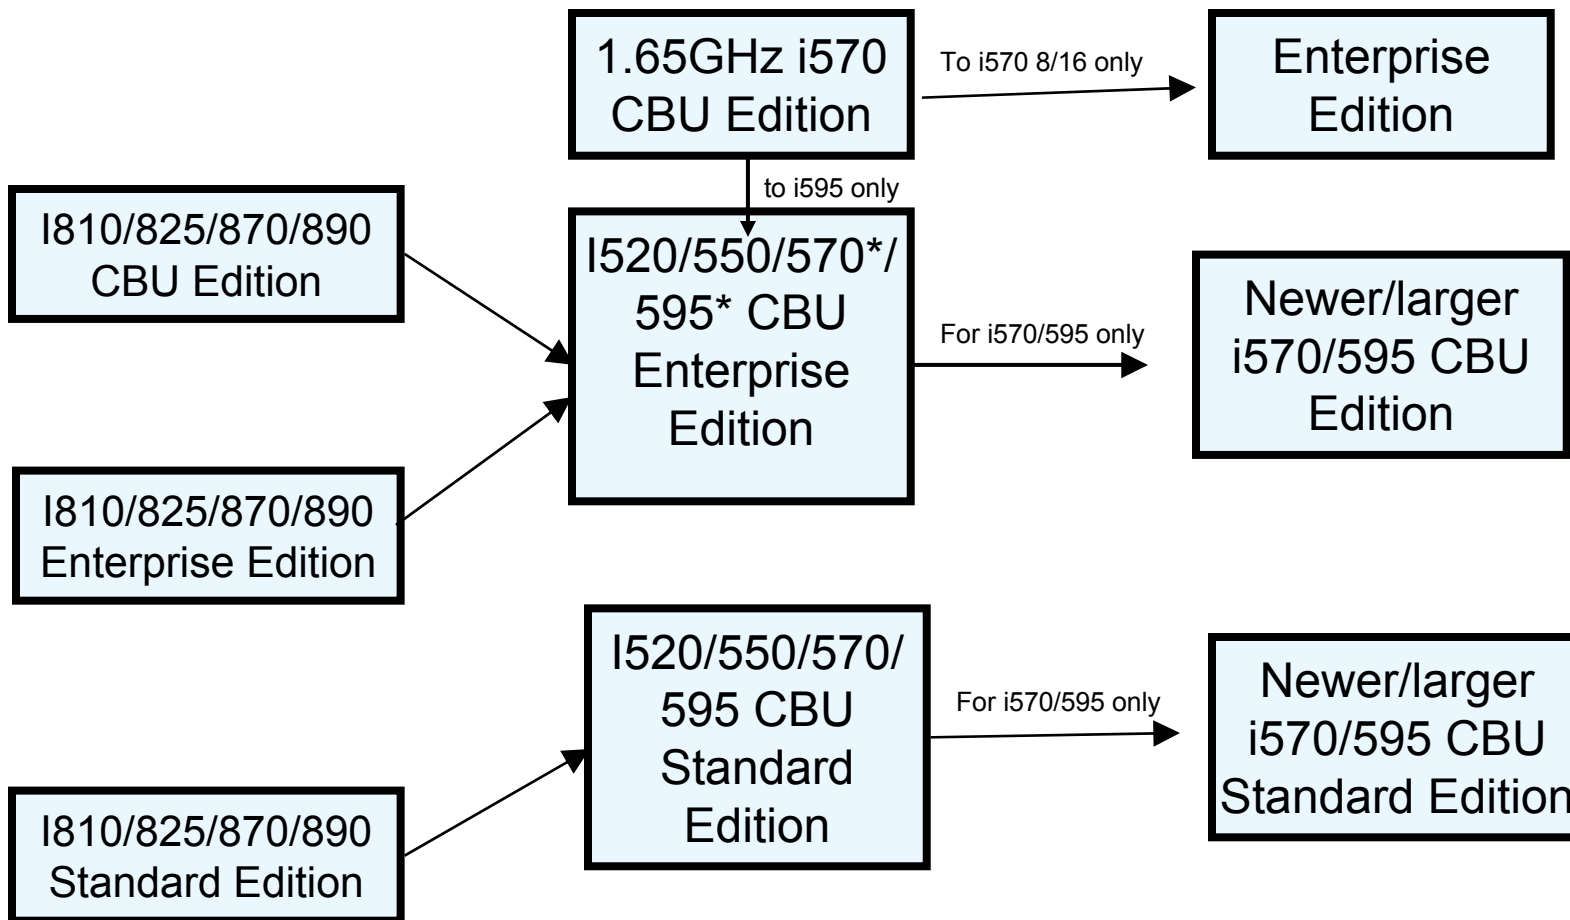 1.65GHz i570
CBU Edition
To i570 8/16 only
Enterprise
Edition
to i595 only
I810/825/870/890
CBU Edition
I520/550/570*/
595* CBU
Enterprise
Edition
For i570/595 only
Newer/larger
i570/595 CBU
Edition
I810/825/870/890
Enterprise Edition
I520/550/570/
595 CBU
Standard
Edition
For i570/595 only
Newer/larger
i570/595 CBU
Standard Edition
I810/825/870/890
Standard Edition